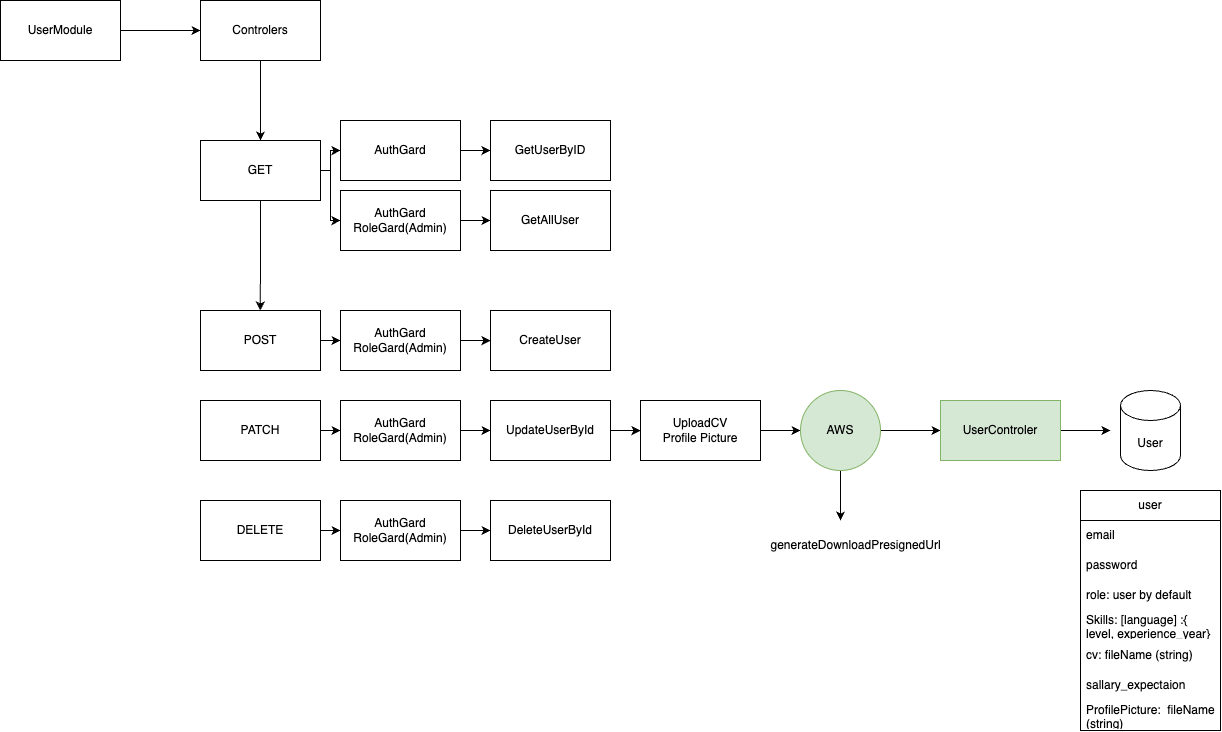 UserModule
Controlers
GET
AuthGard
GetUserByID
AuthGard
RoleGard(Admin)
GetAllUser
POST
AuthGard
RoleGard(Admin)
CreateUser
PATCH
AuthGard
RoleGard(Admin)
UpdateUserById
UploadCV
Profile Picture
AWS
UserControler
User
DELETE
AuthGard
RoleGard(Admin)
DeleteUserById
generateDownloadPresignedUrl
user
email
password
role: user by default
Skills: [language] :{
level, experience_year}
cv: fileName (string)
sallary_expectaion
ProfilePicture: fileName
(string)